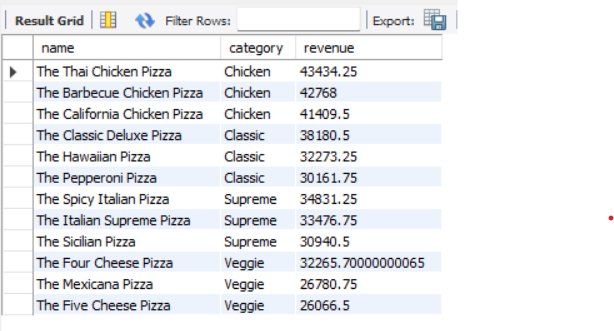 Result Grid Filter Rows: Export:
name category revenue
The Thai Chicken Pizza Chicken 43434.25
The Barbecue Chicken Pizza Chicken 42768
The California Chicken Pizza Chicken 41409.5
The Classic Deluxe Pizza Classic 38180.5
The Hawaiian Pizza Classic 32273.25
The Pepperoni Pizza Classic 30161.75
The Spicy Italian Pizza Supreme 34831.25
The Italian Supreme Pizza Supreme 33476.75
The Sicilian Pizza Supreme 30940.5
The Four Cheese Pizza Veggie 32265.70000000065
The Mexicana Pizza Veggie 26780.75
The Five Cheese Pizza Veggie 26066.5